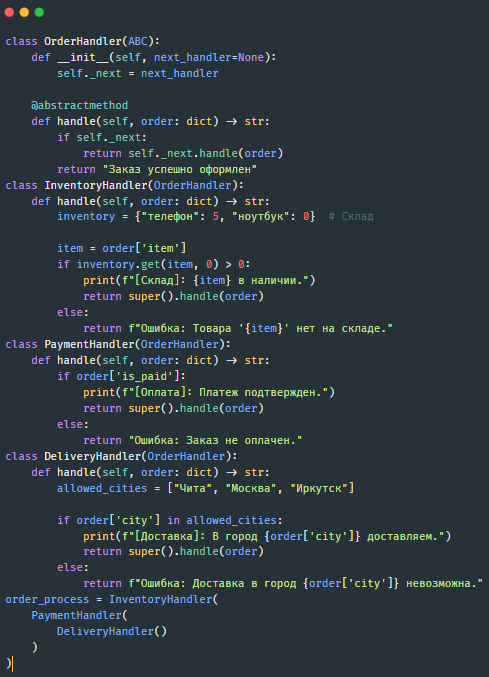 class OrderHandler(ABC):
    def __init__(self, next_handler=None):
        self._next = next_handler

    @abstractmethod
    def handle(self, order: dict) → str:
        if self._next:
            return self._next.handle(order)
        return "Заказ успешно оформлен"
class InventoryHandler(OrderHandler):
    def handle(self, order: dict) → str:
        inventory = {"телефон": 5, "ноутбук": 0}  # Склад

        item = order['item']
        if inventory.get(item, 0) > 0:
            print(f"[Склад]: {item} в наличии.")
            return super().handle(order)
        else:
            return f"Ошибка: Товара '{item}' нет на складе."
class PaymentHandler(OrderHandler):
    def handle(self, order: dict) → str:
        if order['is_paid']:
            print(f"[Оплата]: Платеж подтвержден.")
            return super().handle(order)
        else:
            return "Ошибка: Заказ не оплачен."
class DeliveryHandler(OrderHandler):
    def handle(self, order: dict) → str:
        allowed_cities = ["Чита", "Москва", "Иркутск"]

        if order['city'] in allowed_cities:
            print(f"[Доставка]: В город {order['city']} доставляем.")
            return super().handle(order)
        else:
            return f"Ошибка: Доставка в город {order['city']} невозможна."
order_process = InventoryHandler(
    PaymentHandler(
        DeliveryHandler()
    )
)